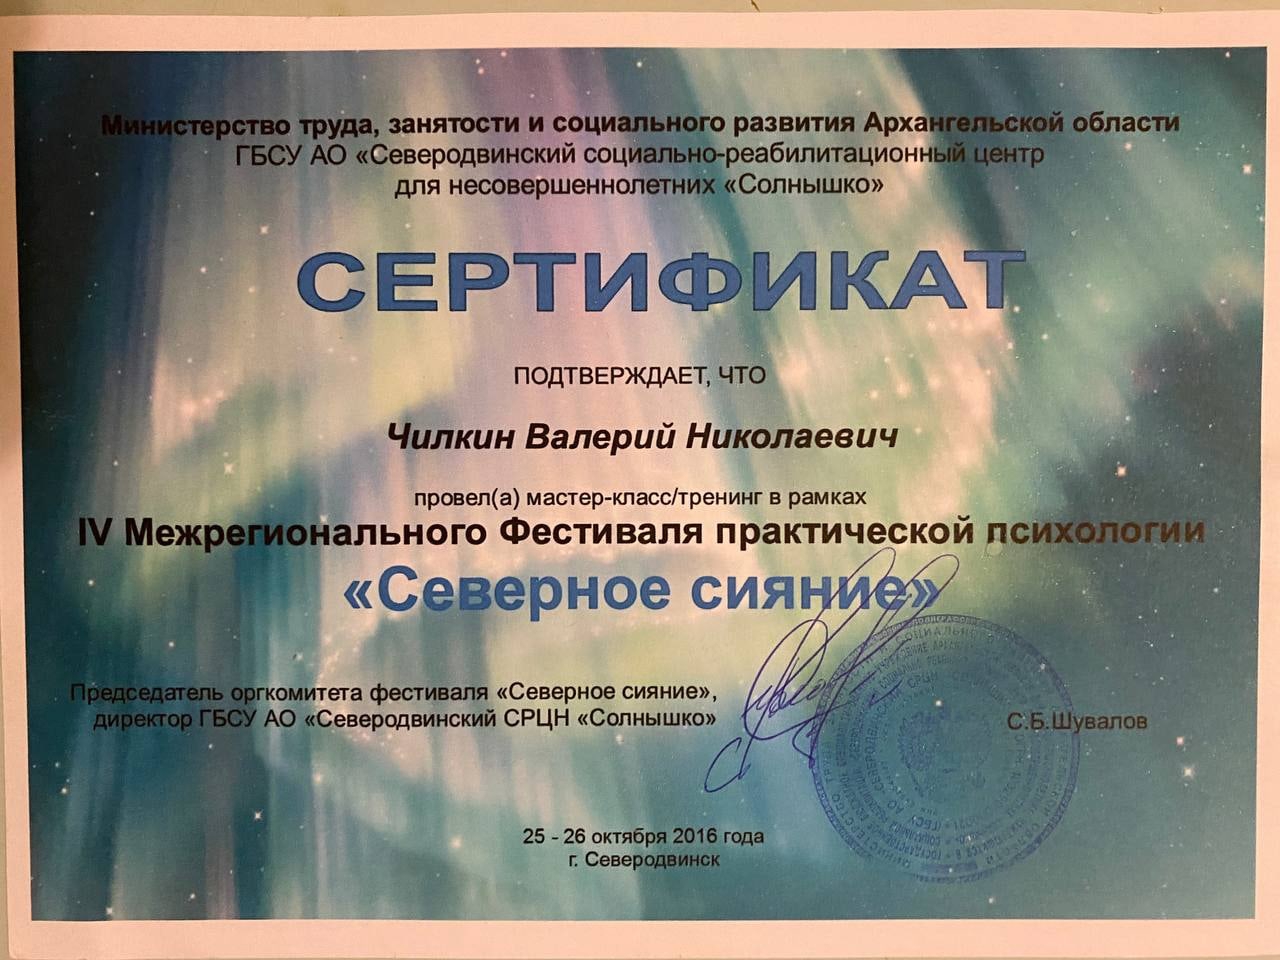 Министерство труда, занятости и социального развития Архангельской области
ГБСУ АО «Северодвинский социально-реабилитационный центр
для несовершеннолетних «Солнышко»
СЕРТИФИКАТ
ПОДТВЕРЖДАЕТ, ЧТО
Чилкин Валерий Николаевич
провел(а) мастер-класс/тренинг в рамках
IV Межрегионального Фестиваля практической психологии
«Северное сияние»
Председатель оргкомитета фестиваля «Северное сияние»,
директор ГБСУ АО «Северодвинский СРЦН «Солнышко»
С.Б.Шувалов
25 - 26 октября 2016 года
г. Северодвинск